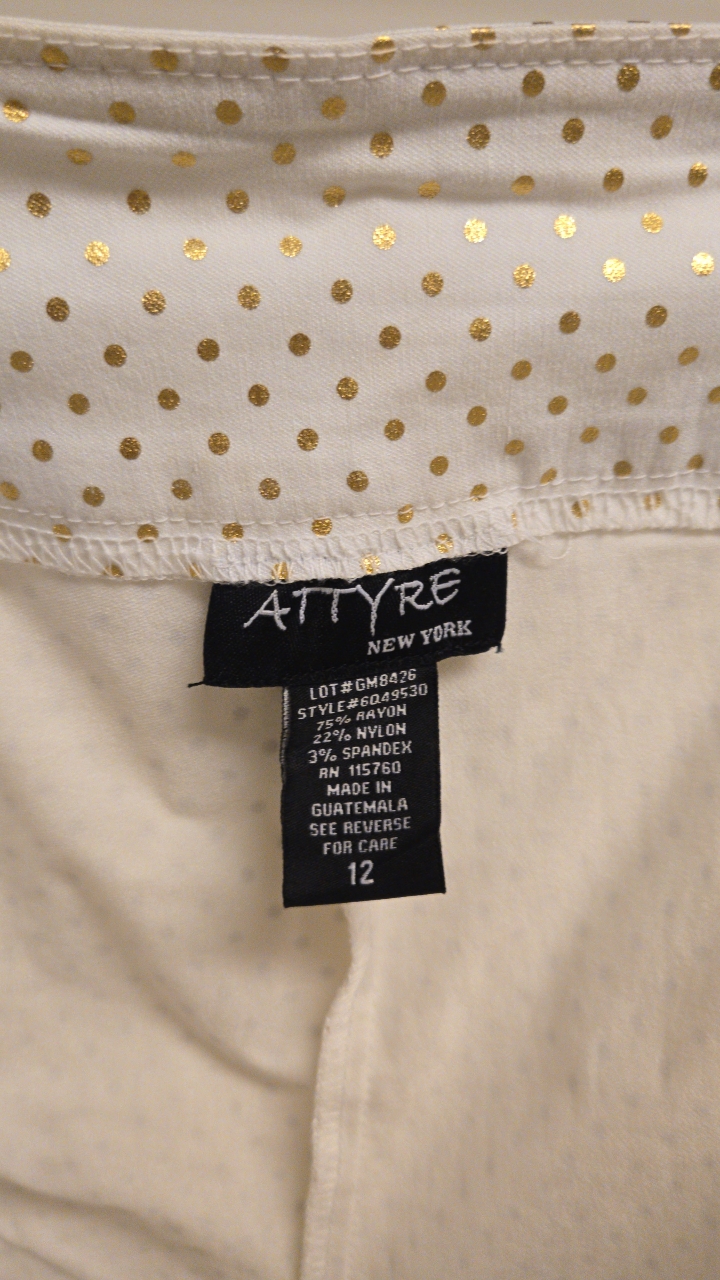 ATTYRE
NEW YORK
LOT#GM8426
STYLE#6Q49530
75% RAYON
22% NYLON
3% SPANDEX
RN 115760
MADE IN
GUATEMALA
SEE REVERSE
FOR CARE
12